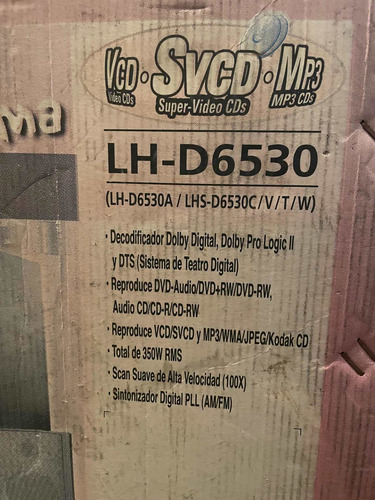 VCD • SVCD • MP3
Video CDs Super-Video CDs MP3 CDs
LH-D6530
(LH-D6530A / LHS-D6530C/V/T/W)
· Decodificador Dolby Digital, Dolby Pro Logic II
y DTS (Sistema de Teatro Digital)
· Reproduce DVD-Audio/DVD+RW/DVD-RW,
Audio CD/CD-R/CD-RW
· Reproduce VCD/SVCD y MP3/WMA/JPEG/Kodak CD
· Total de 350W RMS
· Scan Suave de Alta Velocidad (100X)
· Sintonizador Digital PLL (AM/FM)